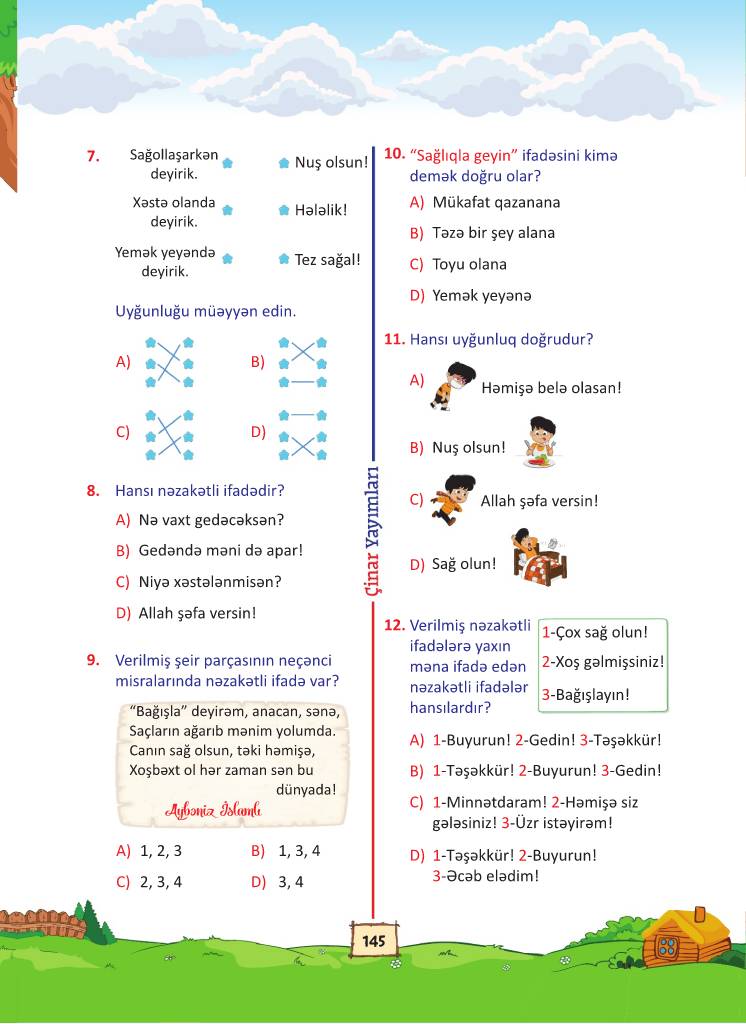 7. Sağollaşarkən
deyirik.
Nuş olsun!
Xəstə olanda
deyirik.
Hələlik!
Yemək yeyəndə
deyirik.
Tez sağal!
Uyğunluğu müəyyən edin.
A) B)
C) D)
8. Hansı nəzakətli ifadədir?
A) Nə vaxt gedəcəksən?
B) Gedəndə məni də apar!
C) Niyə xəstələnmisən?
D) Allah şəfa versin!
9. Verilmiş şeir parçasının neçənci
misralarında nəzakətli ifadə var?
“Bağışla” deyirəm, anacan, sənə,
Saçların ağarıb mənim yolumda.
Canın sağ olsun, təki həmişə,
Xoşbəxt ol hər zaman sən bu
dünyada!
Aybəniz İslamlı
A) 1, 2, 3 B) 1, 3, 4
C) 2, 3, 4 D) 3, 4
Çinar Yayımları
10. “Sağlıqla geyin” ifadəsini kimə
demək doğru olar?
A) Mükafat qazanana
B) Təzə bir şey alana
C) Toyu olana
D) Yemək yeyənə
11. Hansı uyğunluq doğrudur?
A) Həmişə belə olasan!
B) Nuş olsun!
C) Allah şəfa versin!
D) Sağ olun!
12. Verilmiş nəzakətli
ifadələrə yaxın
məna ifadə edən
nəzakətli ifadələr
hansılardır?
1-Çox sağ olun!
2-Xoş gəlmişsiniz!
3-Bağışlayın!
A) 1-Buyurun! 2-Gedin! 3-Təşəkkür!
B) 1-Təşəkkür! 2-Buyurun! 3-Gedin!
C) 1-Minnətdaram! 2-Həmişə siz
gələsiniz! 3-Üzr istəyirəm!
D) 1-Təşəkkür! 2-Buyurun!
3-Əcəb elədim!
145